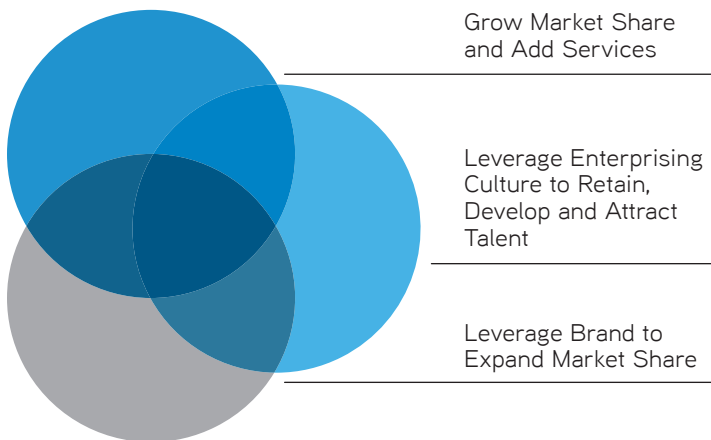 Grow Market Share
and Add Services
Leverage Enterprising
Culture to Retain,
Develop and Attract
Talent
Leverage Brand to
Expand Market Share